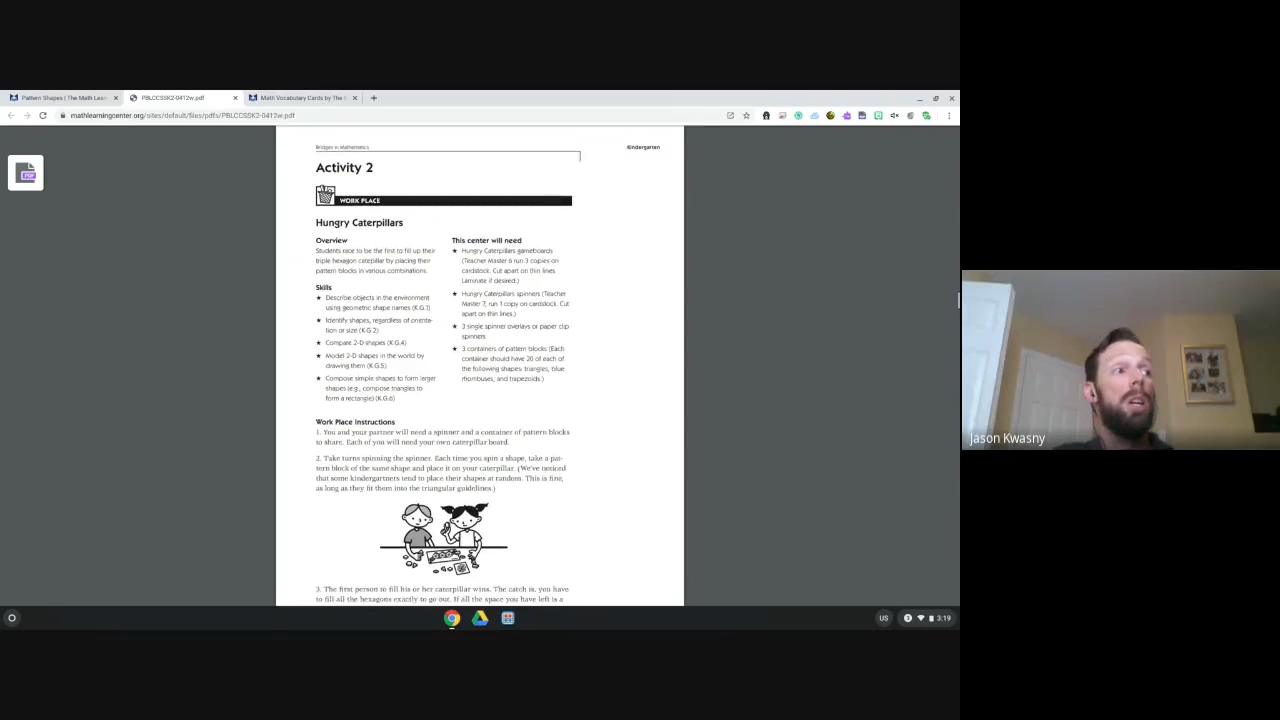 Pattern Shapes | The Math Lear
PBLCCSSK2-0412w.pdf
Math Vocabulary Cards by The
mathlearningcenter.org/sites/default/files/pdfs/PBLCCSSK2-0412w.pdf
Bridges in Mathematics
Kindergarten
Activity 2
WORK PLACE
Hungry Caterpillars
Overview
Students race to be the first to fill up their
triple hexagon caterpillar by placing their
pattern blocks in various combinations.
Skills
★ Describe objects in the environment
using geometric shape names (K.G.1)
★ Identify shapes, regardless of orienta-
tion or size (K.G.2)
★ Compare 2-D shapes (K.G.4)
★ Model 2-D shapes in the world by
drawing them (K.G.5)
★ Compose simple shapes to form larger
shapes (e.g., compose triangles to
form a rectangle) (K.G.6)
This center will need
★ Hungry Caterpillars gameboards
(Teacher Master 6 run 3 copies on
cardstock. Cut apart on thin lines
Laminate if desired.)
★ Hungry Caterpillars spinners (Teacher
Master 7, run 1 copy on cardstock. Cut
apart on thin lines.)
★ 3 single spinner overlays or paper clip
spinners
★ 3 containers of pattern blocks (Each
container should have 20 of each of
the following shapes: triangles, blue
rhombuses, and trapezoids.)
Work Place Instructions
1. You and your partner will need a spinner and a container of pattern blocks
to share. Each of you will need your own caterpillar board.
2. Take turns spinning the spinner. Each time you spin a shape, take a pat-
tern block of the same shape and place it on your caterpillar. (We've noticed
that some kindergartners tend to place their shapes at random. This is fine,
as long as they fit them into the triangular guidelines.)
3. The first person to fill his or her caterpillar wins. The catch is, you have
to fill all the hexagons exactly to go out. If all the space you have left is a
Jason Kwasny
US
3:19